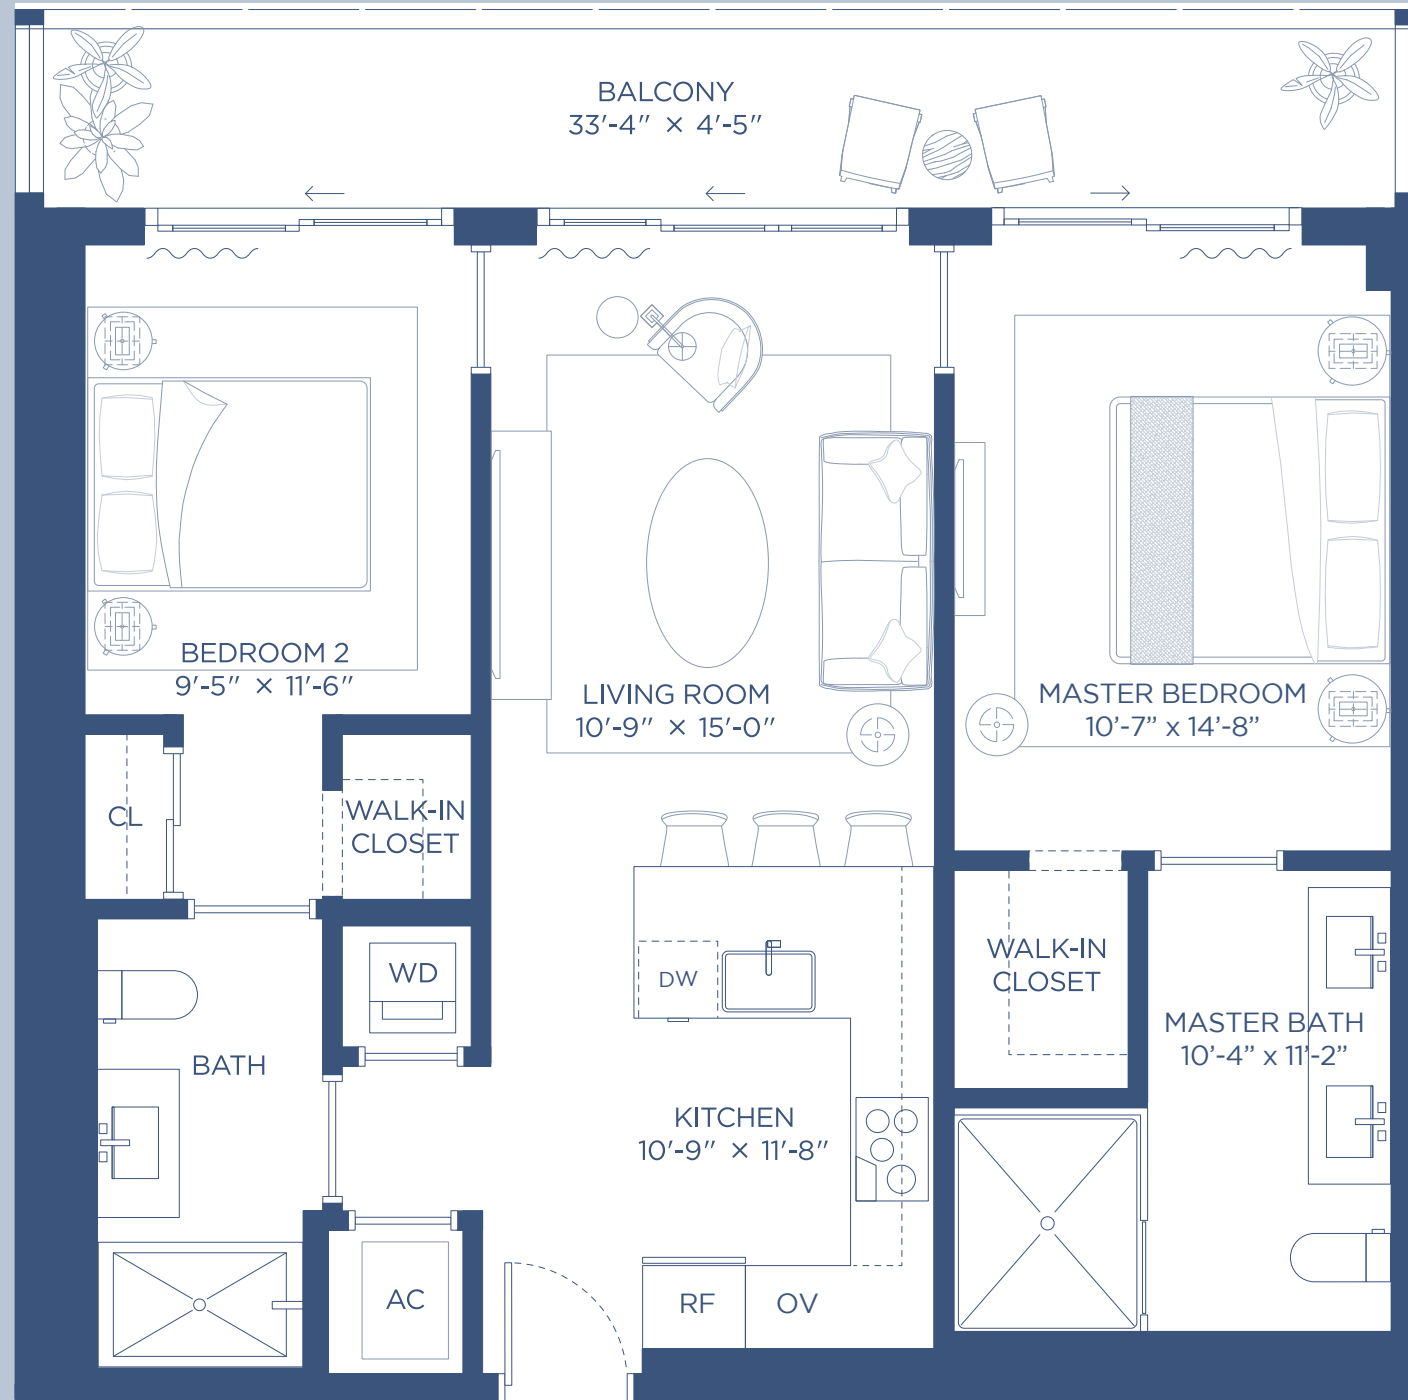 BALCONY
33'-4" × 4'-5"
BEDROOM 2
9'-5" × 11'-6"
LIVING ROOM
10'-9" × 15'-0"
MASTER BEDROOM
10'-7” x 14'-8”
CL
WALK-IN
CLOSET
WD
DW
WALK-IN
CLOSET
MASTER BATH
10'-4” x 11'-2”
BATH
KITCHEN
10'-9" × 11'-8"
AC
RF
OV